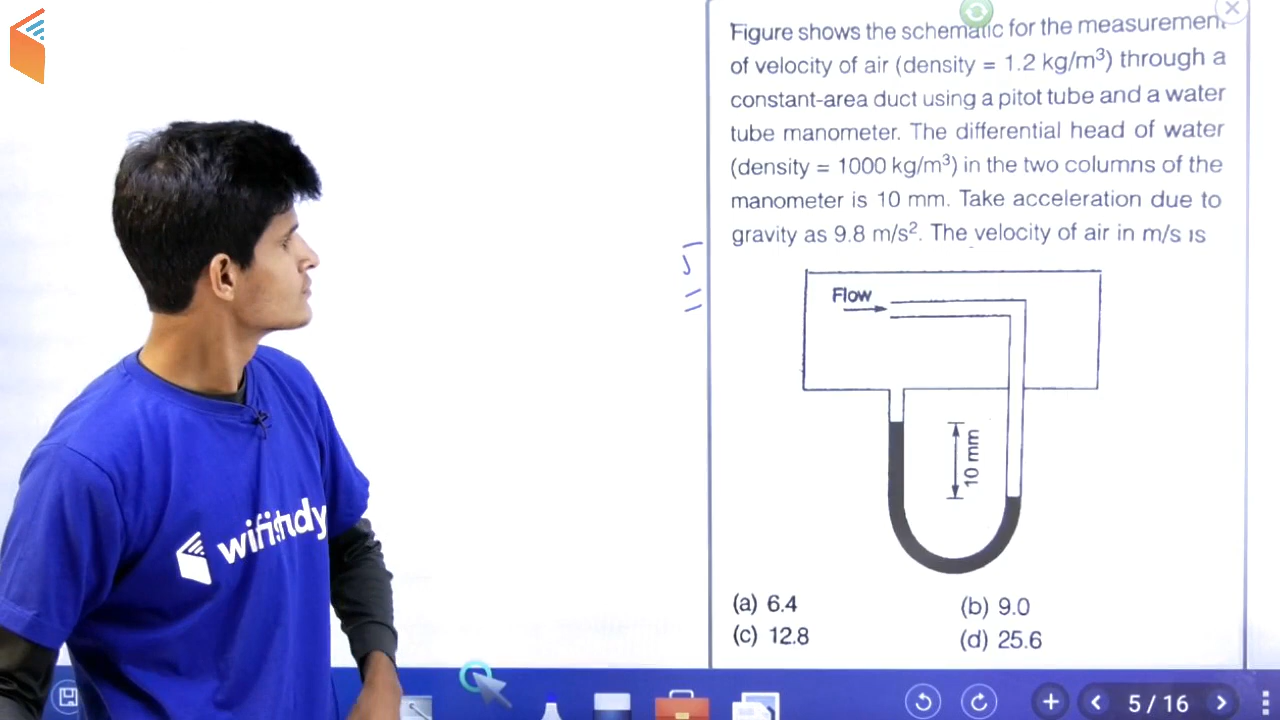 Figure shows the schematic for the measurement
of velocity of air (density = 1.2 kg/m³) through a
constant-area duct using a pitot tube and a water
tube manometer. The differential head of water
(density = 1000 kg/m³) in the two columns of the
manometer is 10 mm. Take acceleration due to
gravity as 9.8 m/s². The velocity of air in m/s is
Flow
10 mm
(a) 6.4
(b) 9.0
(c) 12.8
(d) 25.6
wifistudy
5 / 16